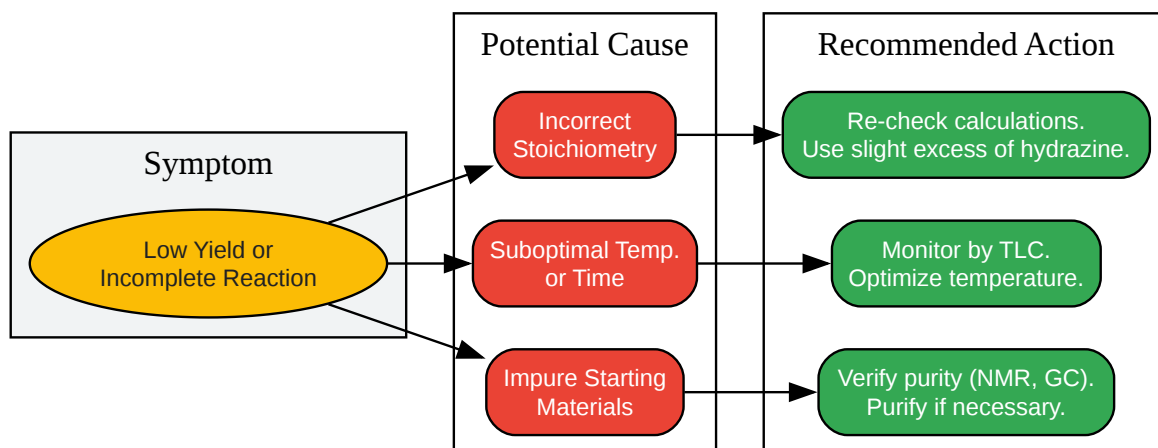 Symptom
Low Yield or
Incomplete Reaction
Potential Cause
Incorrect
Stoichiometry
Suboptimal Temp.
or Time
Impure Starting
Materials
Recommended Action
Re-check calculations.
Use slight excess of hydrazine.
Monitor by TLC.
Optimize temperature.
Verify purity (NMR, GC).
Purify if necessary.